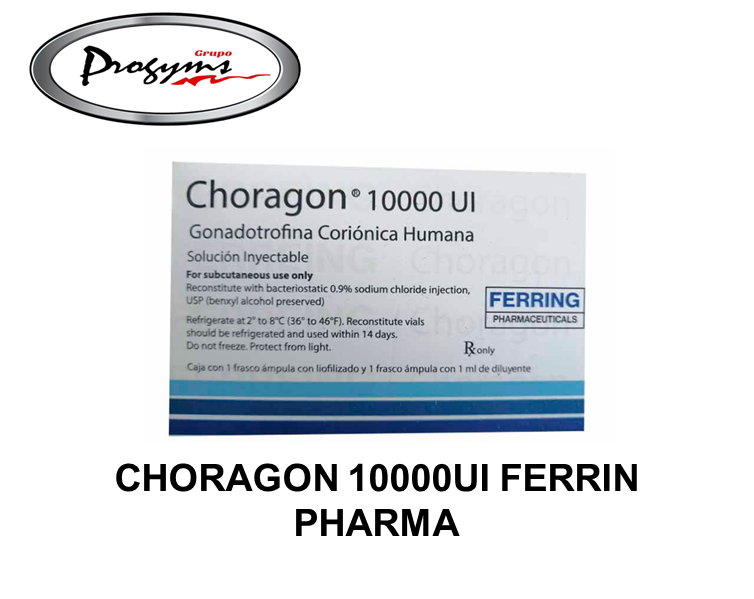 Grupo
Progyms
Choragon® 10000 UI
Gonadotrofina Coriónica Humana
Solución Inyectable
For subcutaneous use only
Reconstitute with bacteriostatic 0.9% sodium chloride injection,
USP (benxyl alcohol preserved)
Refrigerate at 2° to 8°C (36° to 46°F). Reconstitute vials
should be refrigerated and used within 14 days.
Do not freeze. Protect from light.
FERRING
PHARMACEUTICALS
Rx only
Caja con 1 frasco ámpula con liofilizado y 1 frasco ámpula con 1 ml de diluyente
CHORAGON 10000UI FERRIN
PHARMA